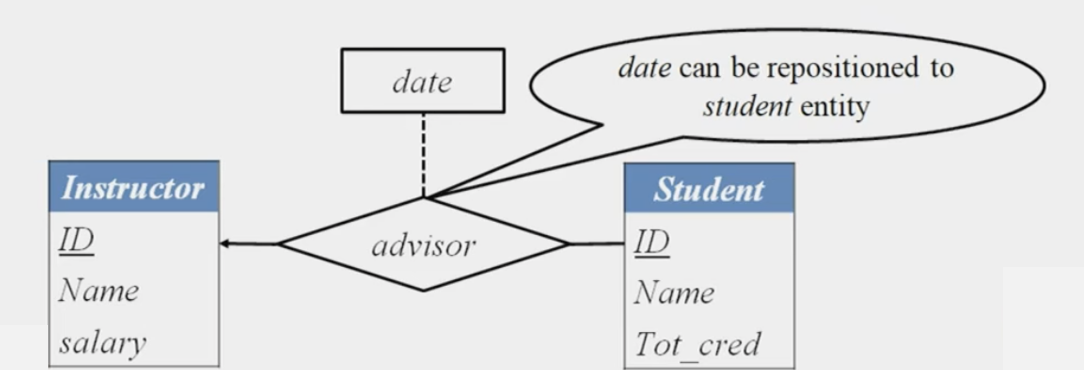 date
date can be repositioned to
student entity
Instructor
ID
Name
salary
advisor
Student
ID
Name
Tot_cred